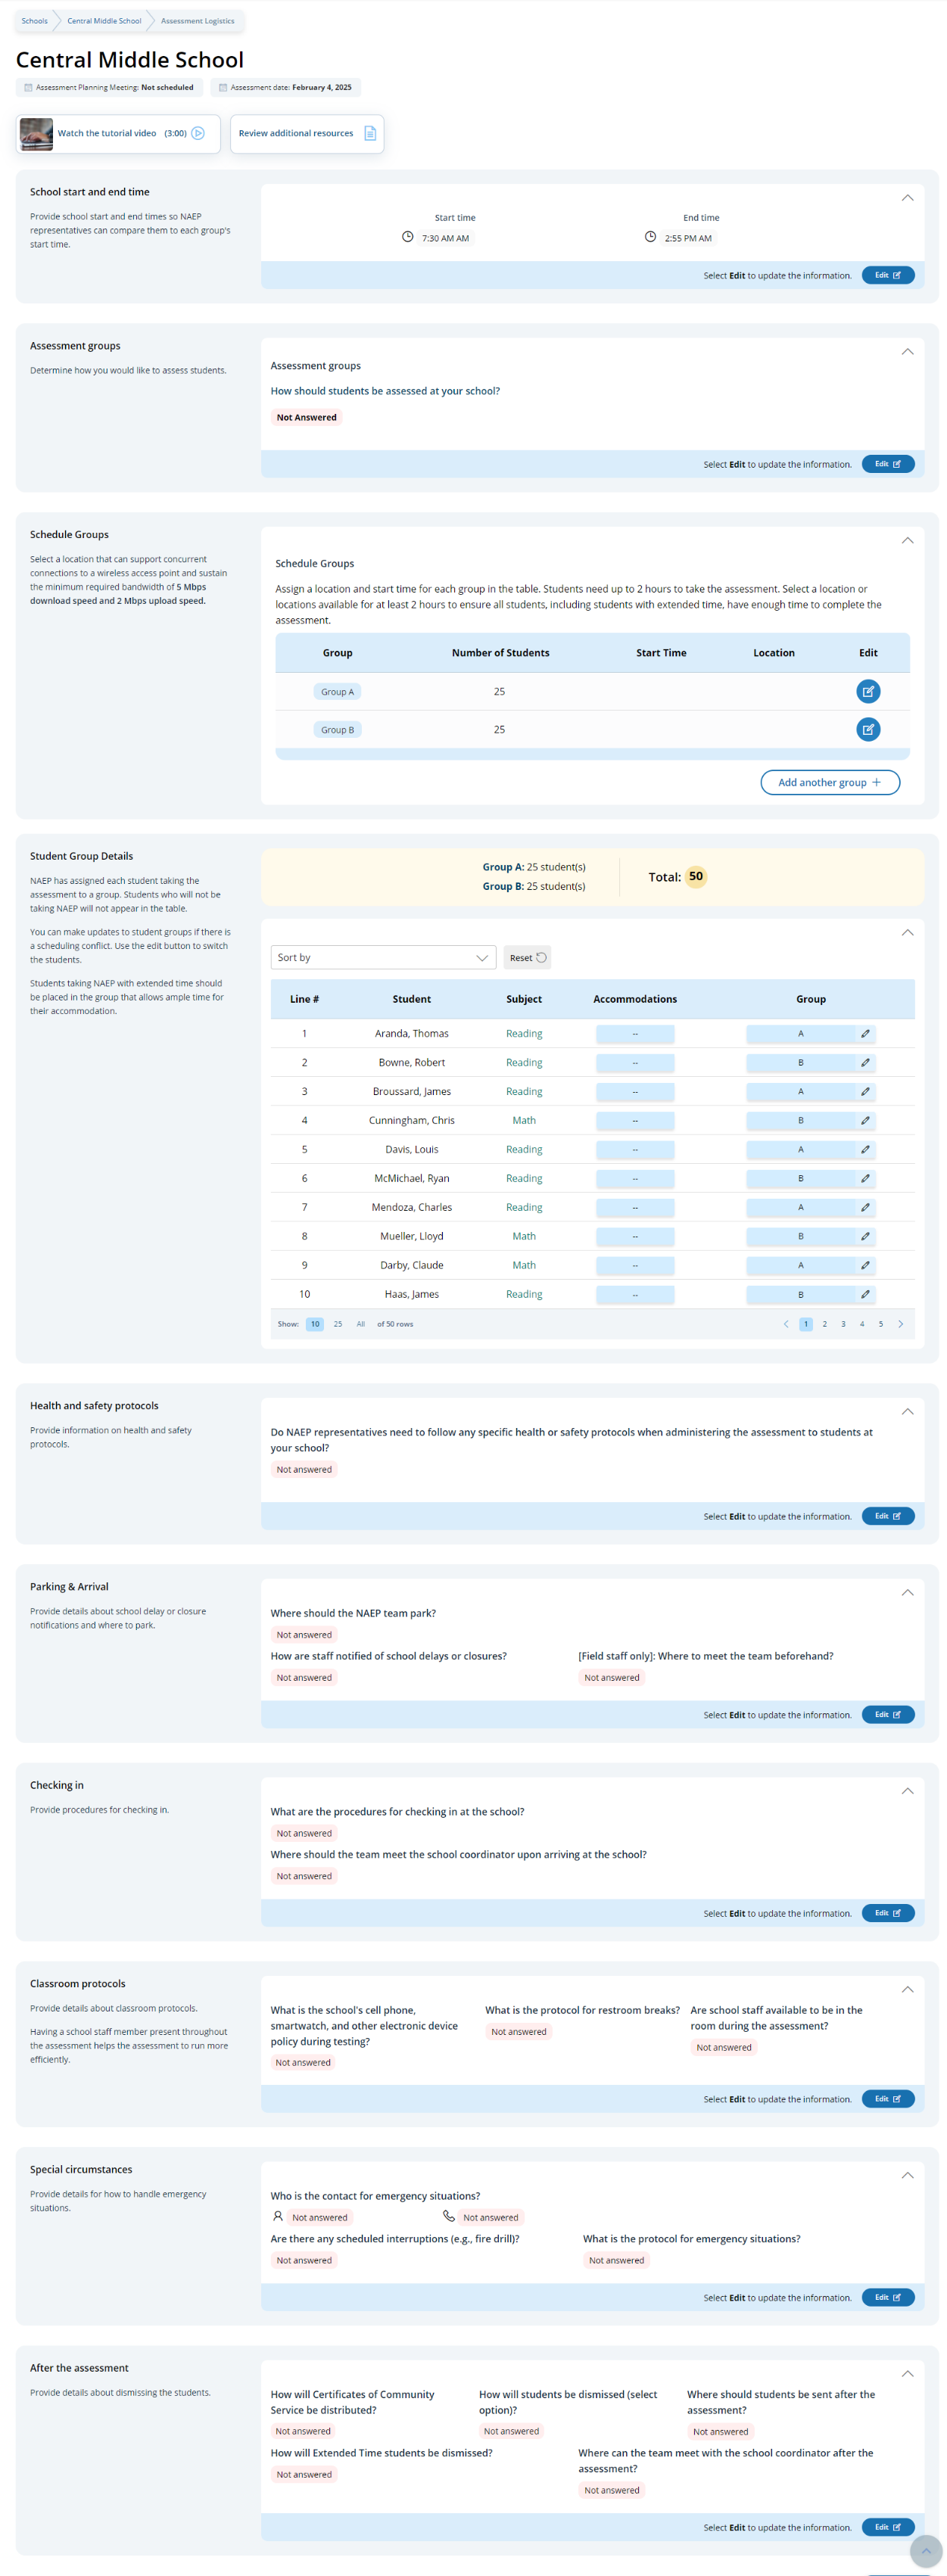 Schools
Central Middle School
Assessment Logistics
Central Middle School
Assessment Planning Meeting: Not scheduled
Assessment date: February 4, 2025
Watch the tutorial video (3:00)
Review additional resources
School start and end time
Provide school start and end times so NAEP
representatives can compare them to each group's
start time.
Start time
End time
7:30 AM AM
2:55 PM AM
Select Edit to update the information.
Edit
Assessment groups
Determine how you would like to assess students.
Assessment groups
How should students be assessed at your school?
Not Answered
Select Edit to update the information.
Edit
Schedule Groups
Select a location that can support concurrent
connections to a wireless access point and sustain
the minimum required bandwidth of 5 Mbps
download speed and 2 Mbps upload speed.
Schedule Groups
Assign a location and start time for each group in the table. Students need up to 2 hours to take the assessment. Select a location or
locations available for at least 2 hours to ensure all students, including students with extended time, have enough time to complete the
assessment.
Group Number of Students Start Time Location Edit
Group A 25
Group B 25
Add another group +
Student Group Details
NAEP has assigned each student taking the
assessment to a group. Students who will not be
taking NAEP will not appear in the table.
You can make updates to student groups if there is
a scheduling conflict. Use the edit button to switch
the students.
Students taking NAEP with extended time should
be placed in the group that allows ample time for
their accommodation.
Group A: 25 student(s)
Group B: 25 student(s)
Total: 50
Sort by
Reset
Line # Student Subject Accommodations Group
1 Aranda, Thomas Reading -- A
2 Bowne, Robert Reading -- B
3 Broussard, James Reading -- A
4 Cunningham, Chris Math -- B
5 Davis, Louis Reading -- A
6 McMichael, Ryan Reading -- B
7 Mendoza, Charles Reading -- A
8 Mueller, Lloyd Math -- B
9 Darby, Claude Math -- A
10 Haas, James Reading -- B
Show: 10 25 All of 50 rows
1 2 3 4 5
Health and safety protocols
Provide information on health and safety
protocols.
Do NAEP representatives need to follow any specific health or safety protocols when administering the assessment to students at
your school?
Not answered
Select Edit to update the information.
Edit
Parking & Arrival
Provide details about school delay or closure
notifications and where to park.
Where should the NAEP team park?
Not answered
How are staff notified of school delays or closures?
Not answered
[Field staff only]: Where to meet the team beforehand?
Not answered
Select Edit to update the information.
Edit
Checking in
Provide procedures for checking in.
What are the procedures for checking in at the school?
Not answered
Where should the team meet the school coordinator upon arriving at the school?
Not answered
Select Edit to update the information.
Edit
Classroom protocols
Provide details about classroom protocols.
Having a school staff member present throughout
the assessment helps the assessment to run more
efficiently.
What is the school's cell phone,
smartwatch, and other electronic device
policy during testing?
Not answered
What is the protocol for restroom breaks?
Not answered
Are school staff available to be in the
room during the assessment?
Not answered
Select Edit to update the information.
Edit
Special circumstances
Provide details for how to handle emergency
situations.
Who is the contact for emergency situations?
Not answered
Not answered
Are there any scheduled interruptions (e.g., fire drill)?
Not answered
What is the protocol for emergency situations?
Not answered
Select Edit to update the information.
Edit
After the assessment
Provide details about dismissing the students.
How will Certificates of Community
Service be distributed?
Not answered
How will students be dismissed (select
option)?
Not answered
Where should students be sent after the
assessment?
Not answered
How will Extended Time students be dismissed?
Not answered
Where can the team meet with the school coordinator after the
assessment?
Not answered
Select Edit to update the information.
Edit